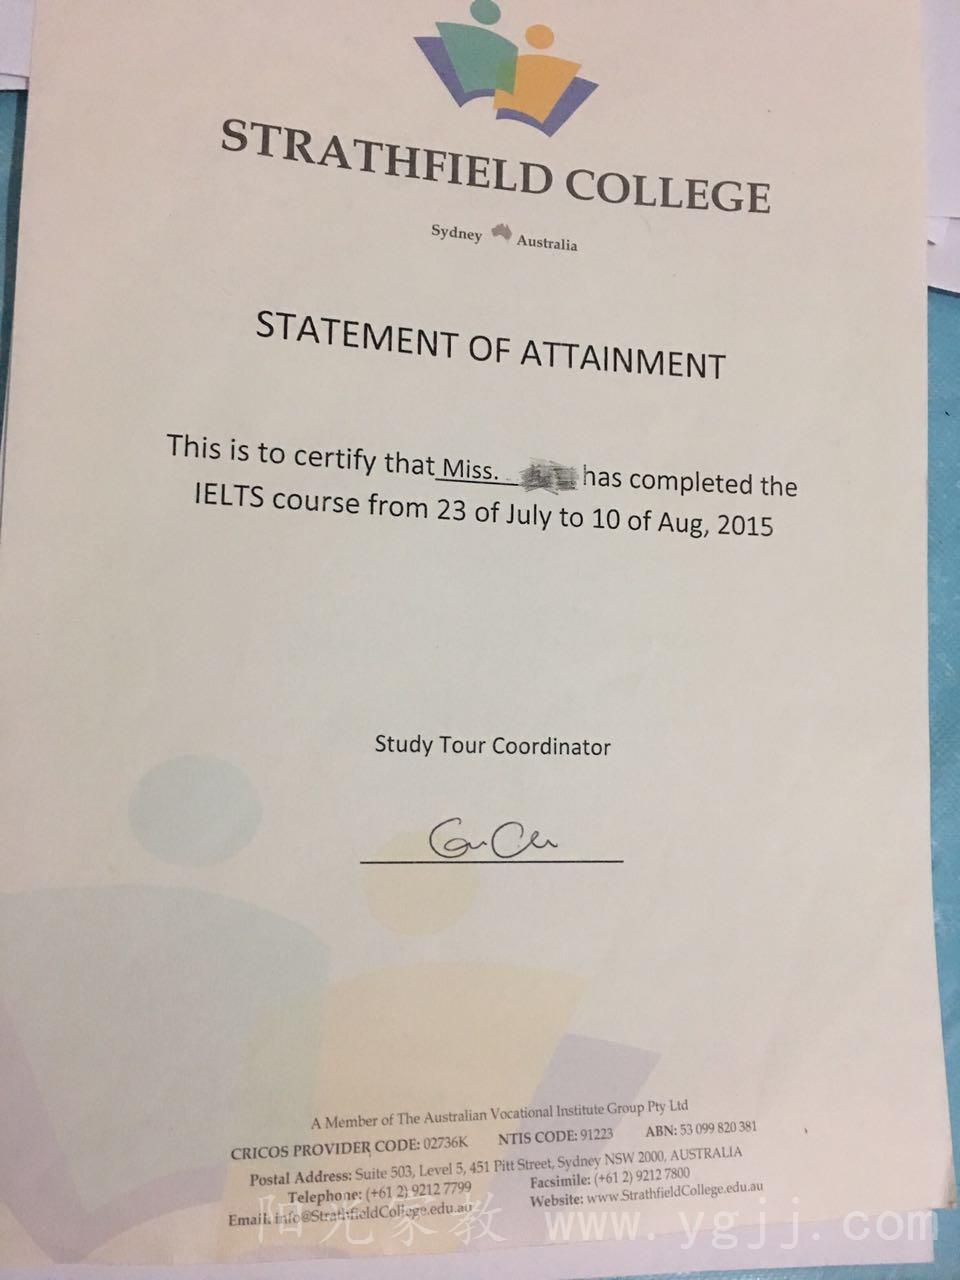 STRATHFIELD COLLEGE
Sydney Australia
STATEMENT OF ATTAINMENT
This is to certify that Miss. has completed the
IELTS course from 23 of July to 10 of Aug, 2015
Study Tour Coordinator
A Member of The Australian Vocational Institute Group Pty Ltd
CRICOS PROVIDER CODE: 02736K NTIS CODE: 91223 ABN: 53 099 820 381
Postal Address: Suite 503, Level 5, 451 Pitt Street, Sydney NSW 2000, AUSTRALIA
Telephone: (+61 2) 9212 7799 Facsimile: (+61 2) 9212 7800
Email: info@StrathfieldCollege.edu.au Website: www.StrathfieldCollege.edu.au
阳光家教 www.ygjj.com